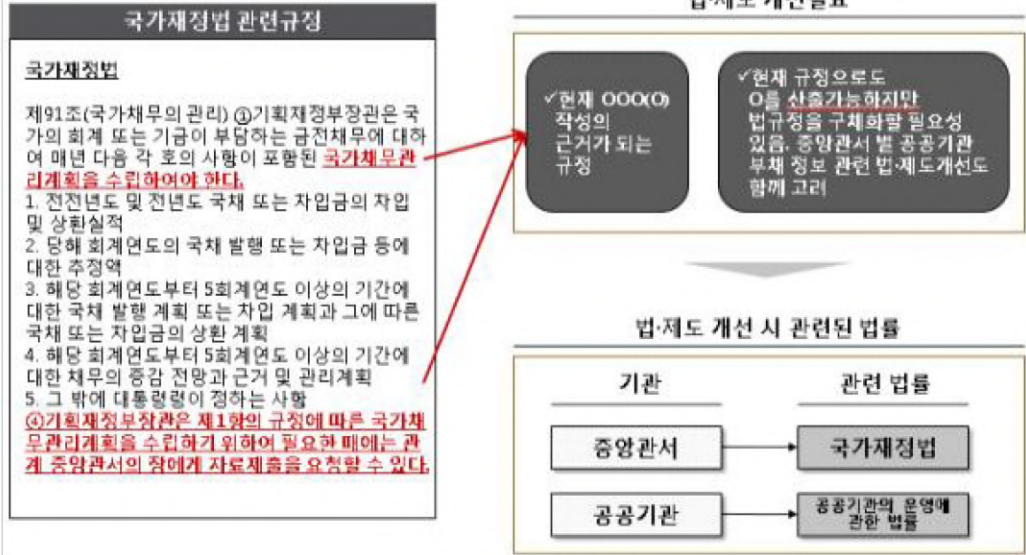 국가재정법 관련규정
국가재정법
제91조(국가채무의 관리) ①기획재정부장관은 국
가의 회계 또는 기금이 부담하는 금전채무에 대하
여 매년 다음 각 호의 사항이 포함된 국가채무관
리계획을 수립하여야 한다.
1. 전전년도 및 전년도 국채 또는 차입금의 차입
및 상환실적
2. 당해 회계연도의 국채 발행 또는 차입금 등에
대한 추정액
3. 해당 회계연도부터 5회계연도 이상의 기간에
대한 국채 발행 계획 또는 차입 계획과 그에 따른
국채 또는 차입금의 상환 계획
4. 해당 회계연도부터 5회계연도 이상의 기간에
대한 채무의 증감 전망과 근거 및 관리계획
5. 그 밖에 대통령령이 정하는 사항
④기획재정부장관은 제1항의 규정에 따른 국가채
무관리계획을 수립하기 위하여 필요한 때에는 관
계 중앙관서의 장에게 자료제출을 요청할 수 있다.
법·제도 개선필요
✓현재 OOO(O)
작성의
근거가 되는
규정
✓현재 규정으로도
O를 산출가능하지만
법규정을 구체화할 필요성
있음. 중앙관서 별 공공기관
부채 정보 관련 법·제도개선도
함께 고려
법·제도 개선 시 관련된 법률
기관 관련 법률
중앙관서 국가재정법
공공기관 공공기관의 운영에
관한 법률